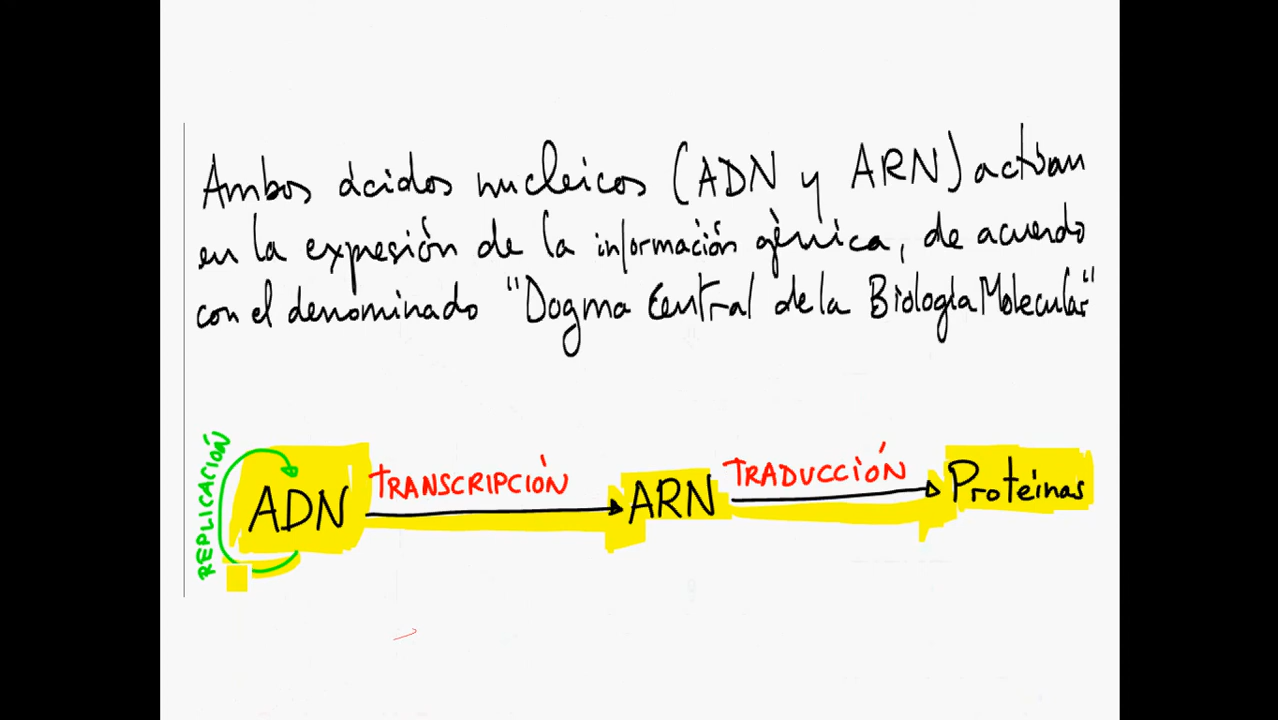 Ambos ácidos nucleicos (ADN y ARN) actúan
en la expresión de la información génica, de acuerdo
con el denominado "Dogma Central de la Biología Molecular"
REPLICACIÓN
ADN TRANSCRIPCIÓN ARN TRADUCCIÓN Proteínas